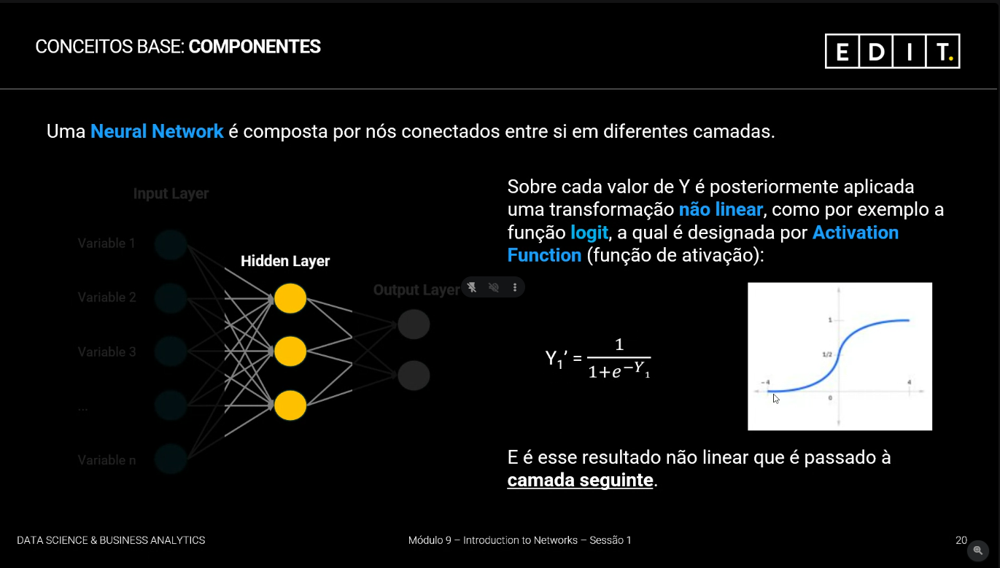 CONCEITOS BASE: COMPONENTES
EDIT.
Uma Neural Network é composta por nós conectados entre si em diferentes camadas.
Input Layer
Variable 1
Variable 2
Variable 3
...
Variable n
Hidden Layer
Output Layer
Sobre cada valor de Y é posteriormente aplicada
uma transformação não linear, como por exemplo a
função logit, a qual é designada por Activation
Function (função de ativação):
Y₁’ = 1 / (1+e^(−Y₁))
1
1/2
-4
4
0
E é esse resultado não linear que é passado à
camada seguinte.
DATA SCIENCE & BUSINESS ANALYTICS
Módulo 9 – Introduction to Networks – Sessão 1
20